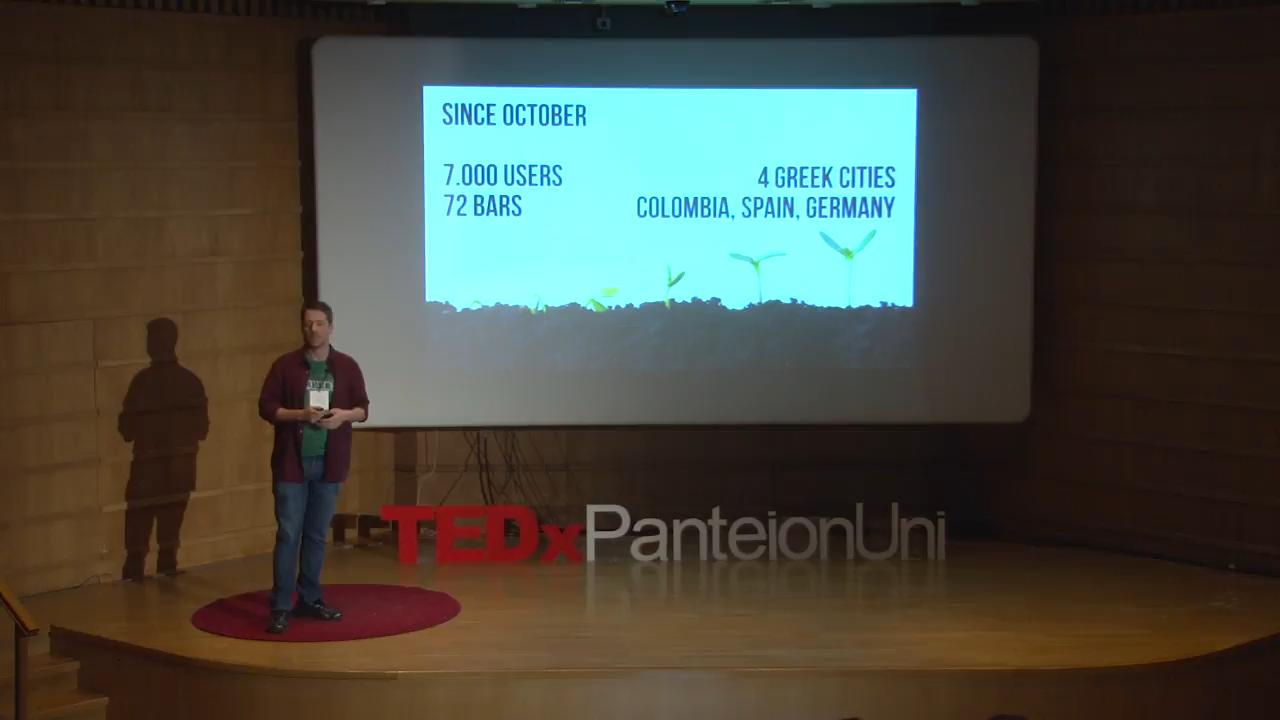 SINCE OCTOBER
7.000 USERS
72 BARS
4 GREEK CITIES
COLOMBIA, SPAIN, GERMANY
TEDxPanteionUni